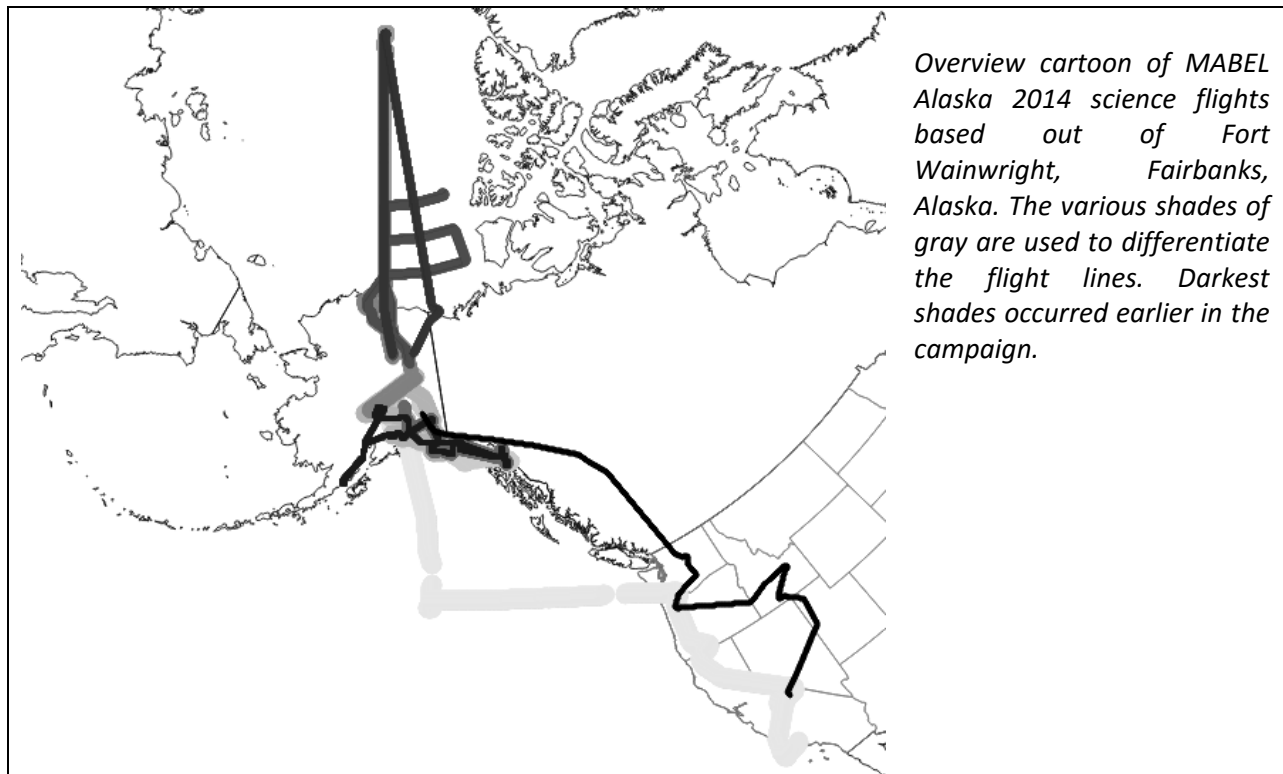 Overview cartoon of MABEL
Alaska 2014 science flights
based out of Fort
Wainwright, Fairbanks,
Alaska. The various shades of
gray are used to differentiate
the flight lines. Darkest
shades occurred earlier in the
campaign.